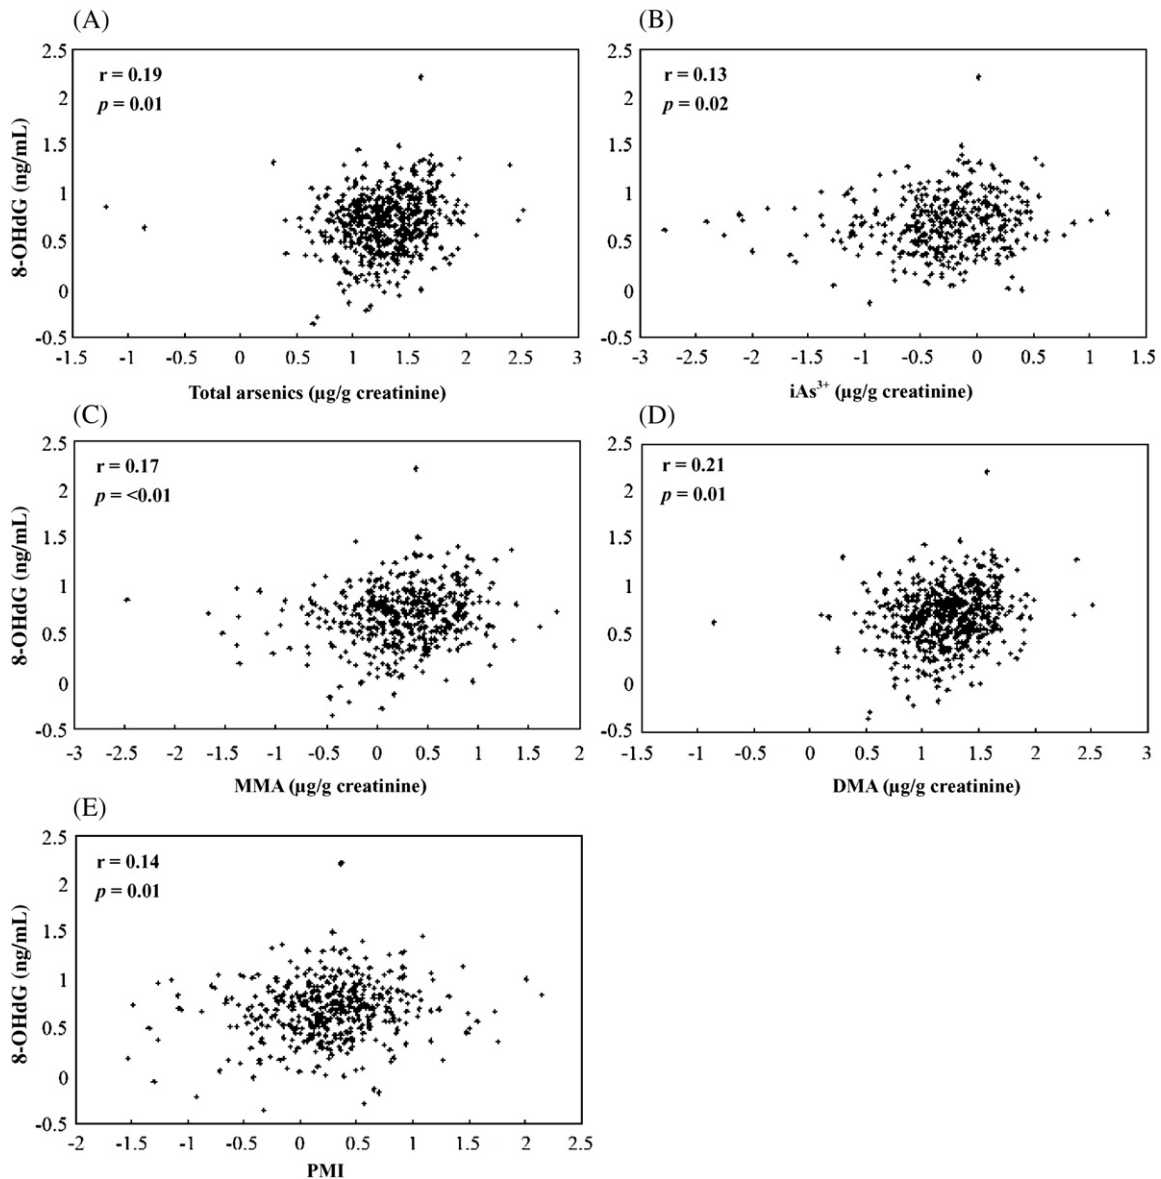 (A)
2.5
2
1.5
1
0.5
0
-0.5
8-OHdG (ng/mL)
r = 0.19
p = 0.01
-1.5 -1 -0.5 0 0.5 1 1.5 2 2.5 3
Total arsenics (µg/g creatinine)
(B)
2.5
2
1.5
1
0.5
0
-0.5
r = 0.13
p = 0.02
-3 -2.5 -2 -1.5 -1 -0.5 0 0.5 1 1.5
iAs³⁺ (µg/g creatinine)
(C)
2.5
2
1.5
1
0.5
0
-0.5
8-OHdG (ng/mL)
r = 0.17
p = <0.01
-3 -2.5 -2 -1.5 -1 -0.5 0 0.5 1 1.5 2
MMA (µg/g creatinine)
(D)
2.5
2
1.5
1
0.5
0
-0.5
r = 0.21
p = 0.01
-1.5 -1 -0.5 0 0.5 1 1.5 2 2.5 3
DMA (µg/g creatinine)
(E)
2.5
2
1.5
1
0.5
0
-0.5
8-OHdG (ng/mL)
r = 0.14
p = 0.01
-2 -1.5 -1 -0.5 0 0.5 1 1.5 2 2.5
PMI